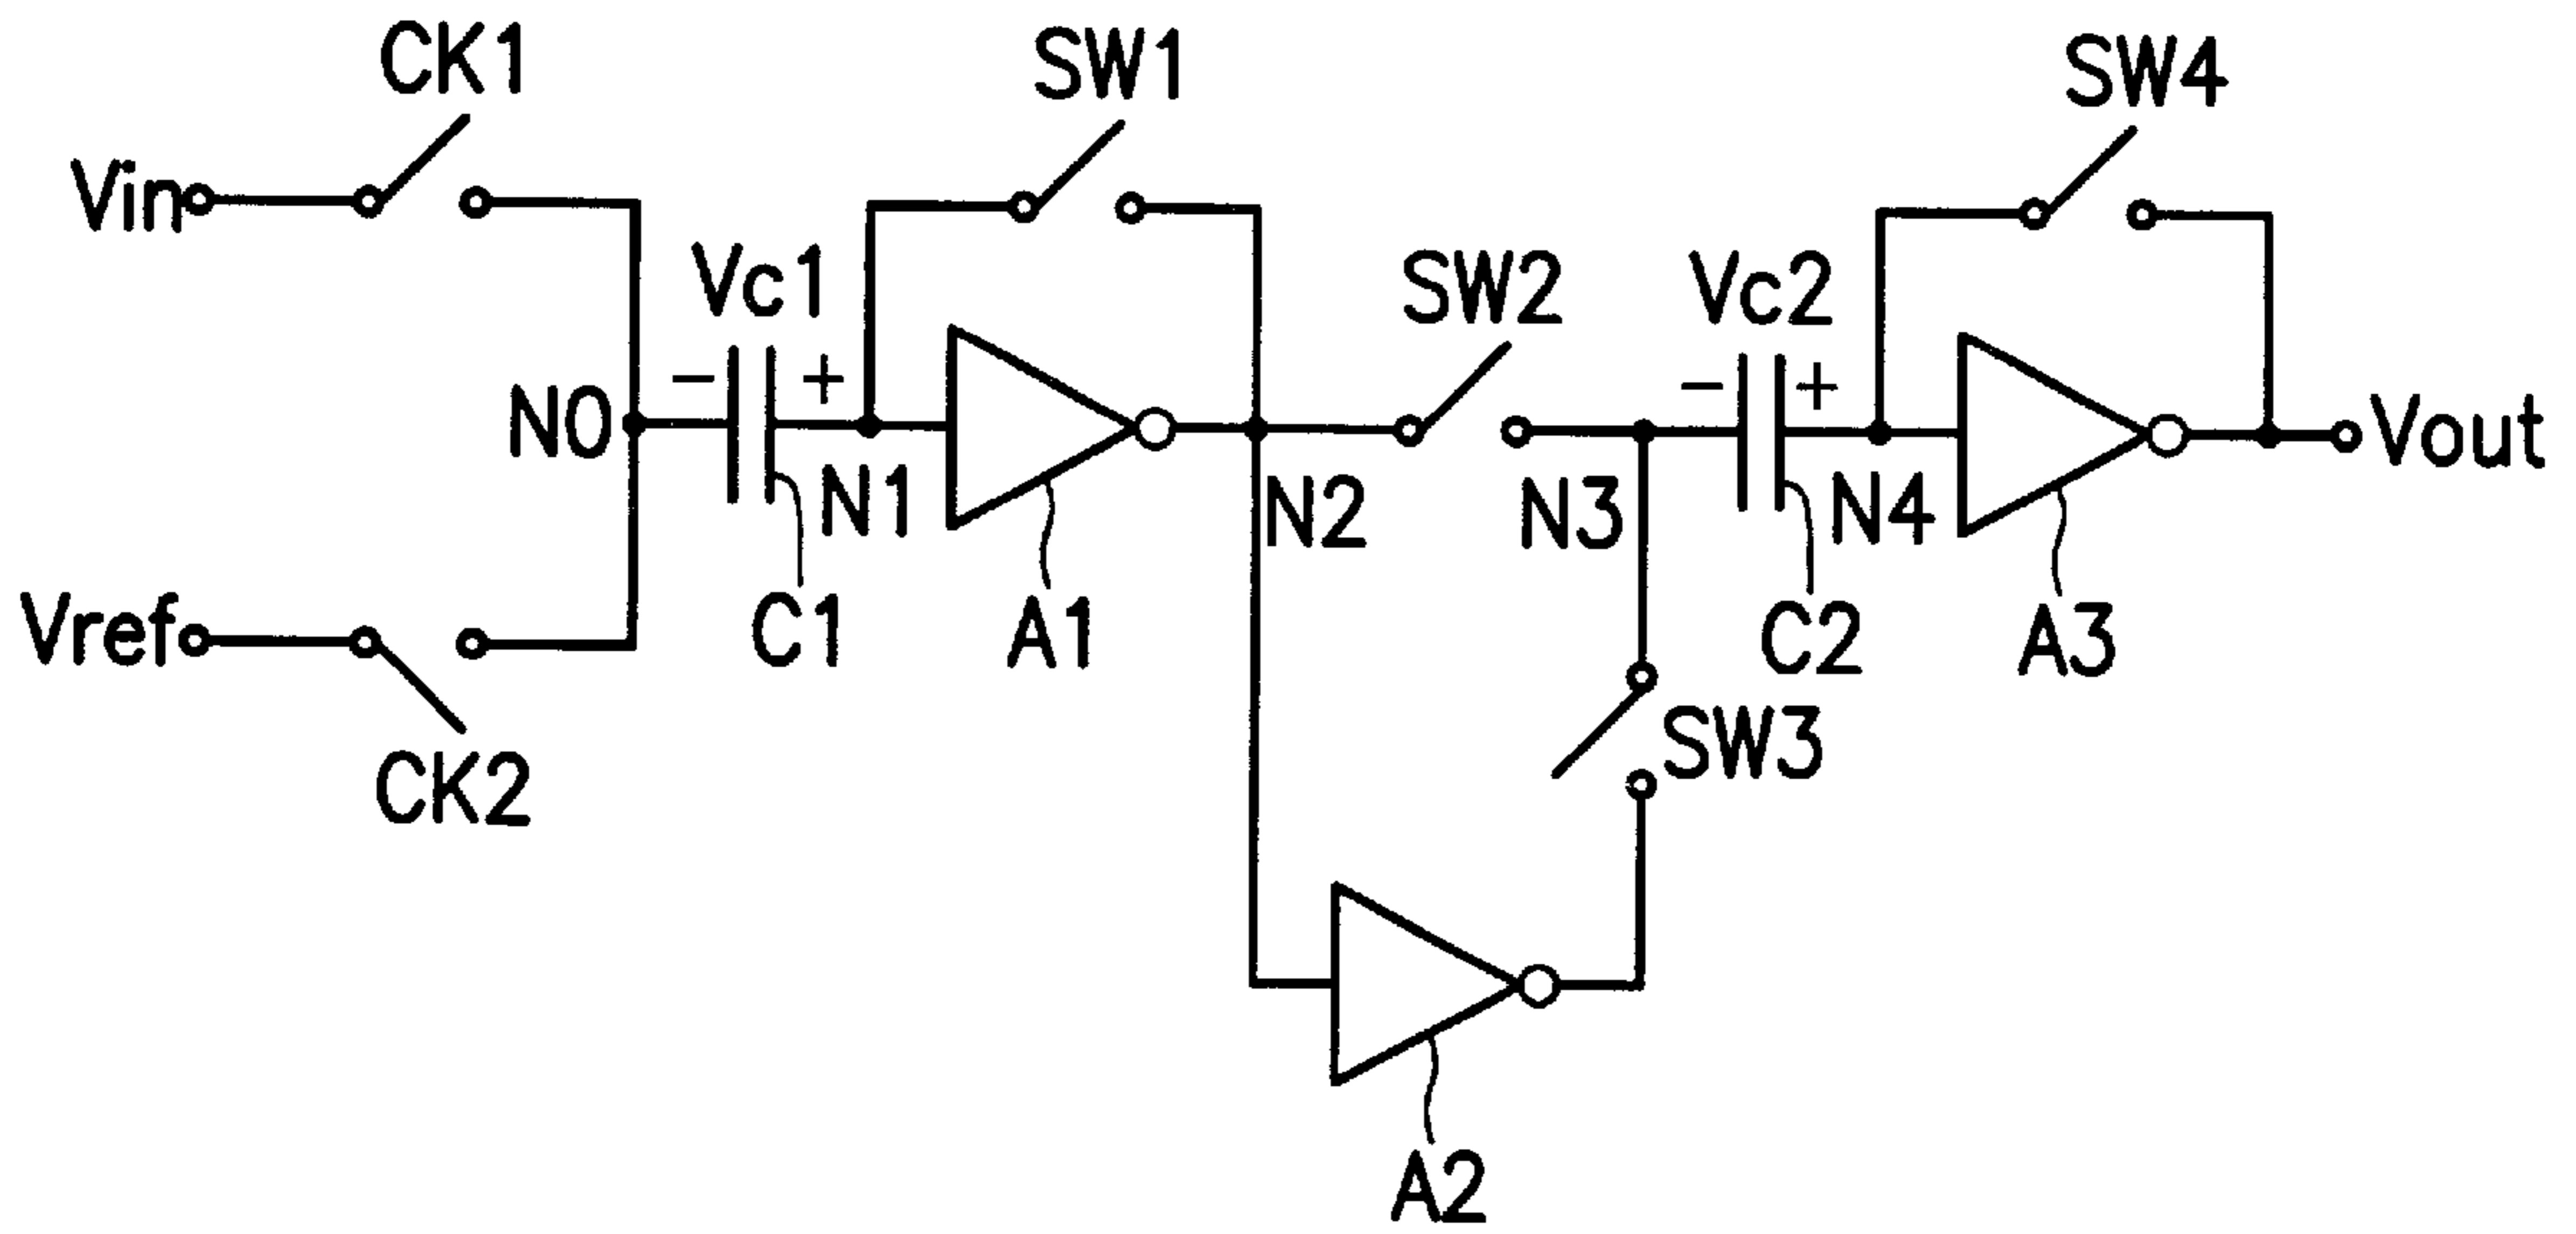 CK1
SW1
SW4
Vin
Vc1
SW2
Vc2
- +
- +
N0
Vout
N1
N2
N3
N4
Vref
C1
A1
C2
A3
SW3
CK2
A2